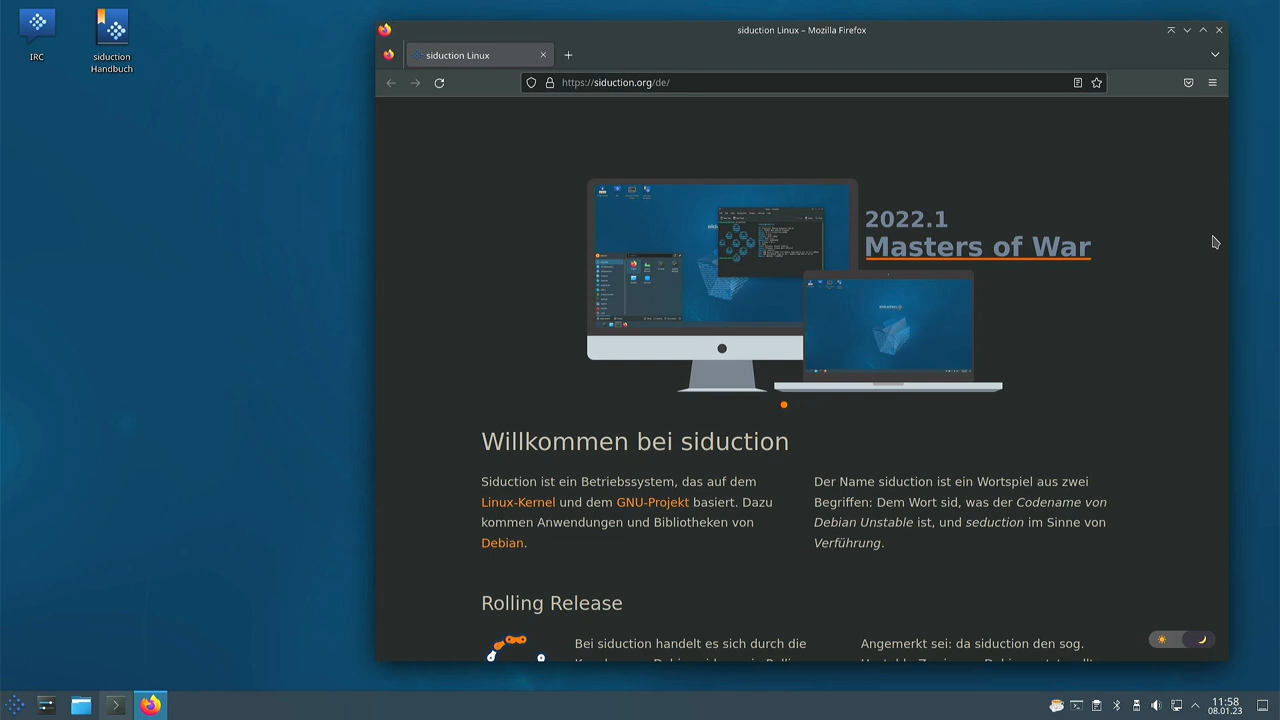 IRC
siduction
Handbuch
siduction Linux – Mozilla Firefox
siduction Linux
https://siduction.org/de/
2022.1
Masters of War
Willkommen bei siduction
Siduction ist ein Betriebssystem, das auf dem
Linux-Kernel und dem GNU-Projekt basiert. Dazu
kommen Anwendungen und Bibliotheken von
Debian.
Der Name siduction ist ein Wortspiel aus zwei
Begriffen: Dem Wort sid, was der Codename von
Debian Unstable ist, und seduction im Sinne von
Verführung.
Rolling Release
Bei siduction handelt es sich durch die
Angemerkt sei: da siduction den sog.
11:58
08.01.23